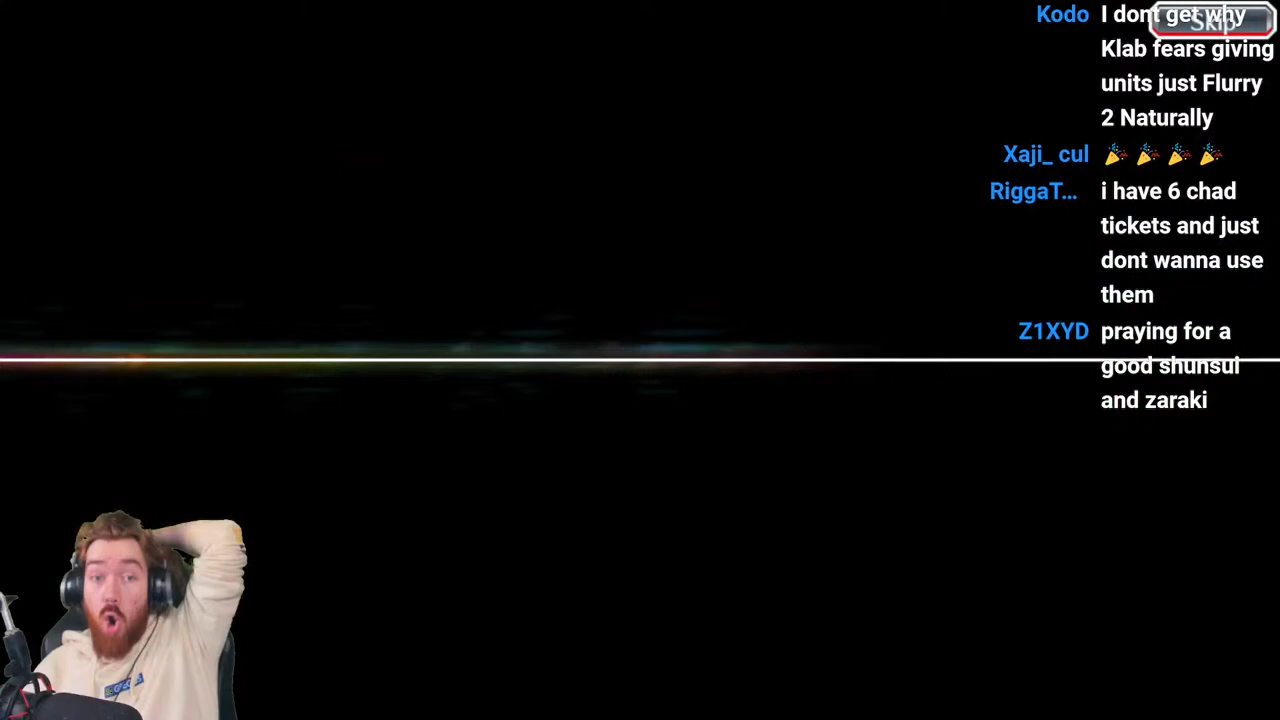 Kodo I dont get why
Skip
Klab fears giving
units just Flurry
2 Naturally
Xaji_ cul 🎉 🎉 🎉 🎉
RiggaT… i have 6 chad
tickets and just
dont wanna use
them
Z1XYD praying for a
good shunsui
and zaraki